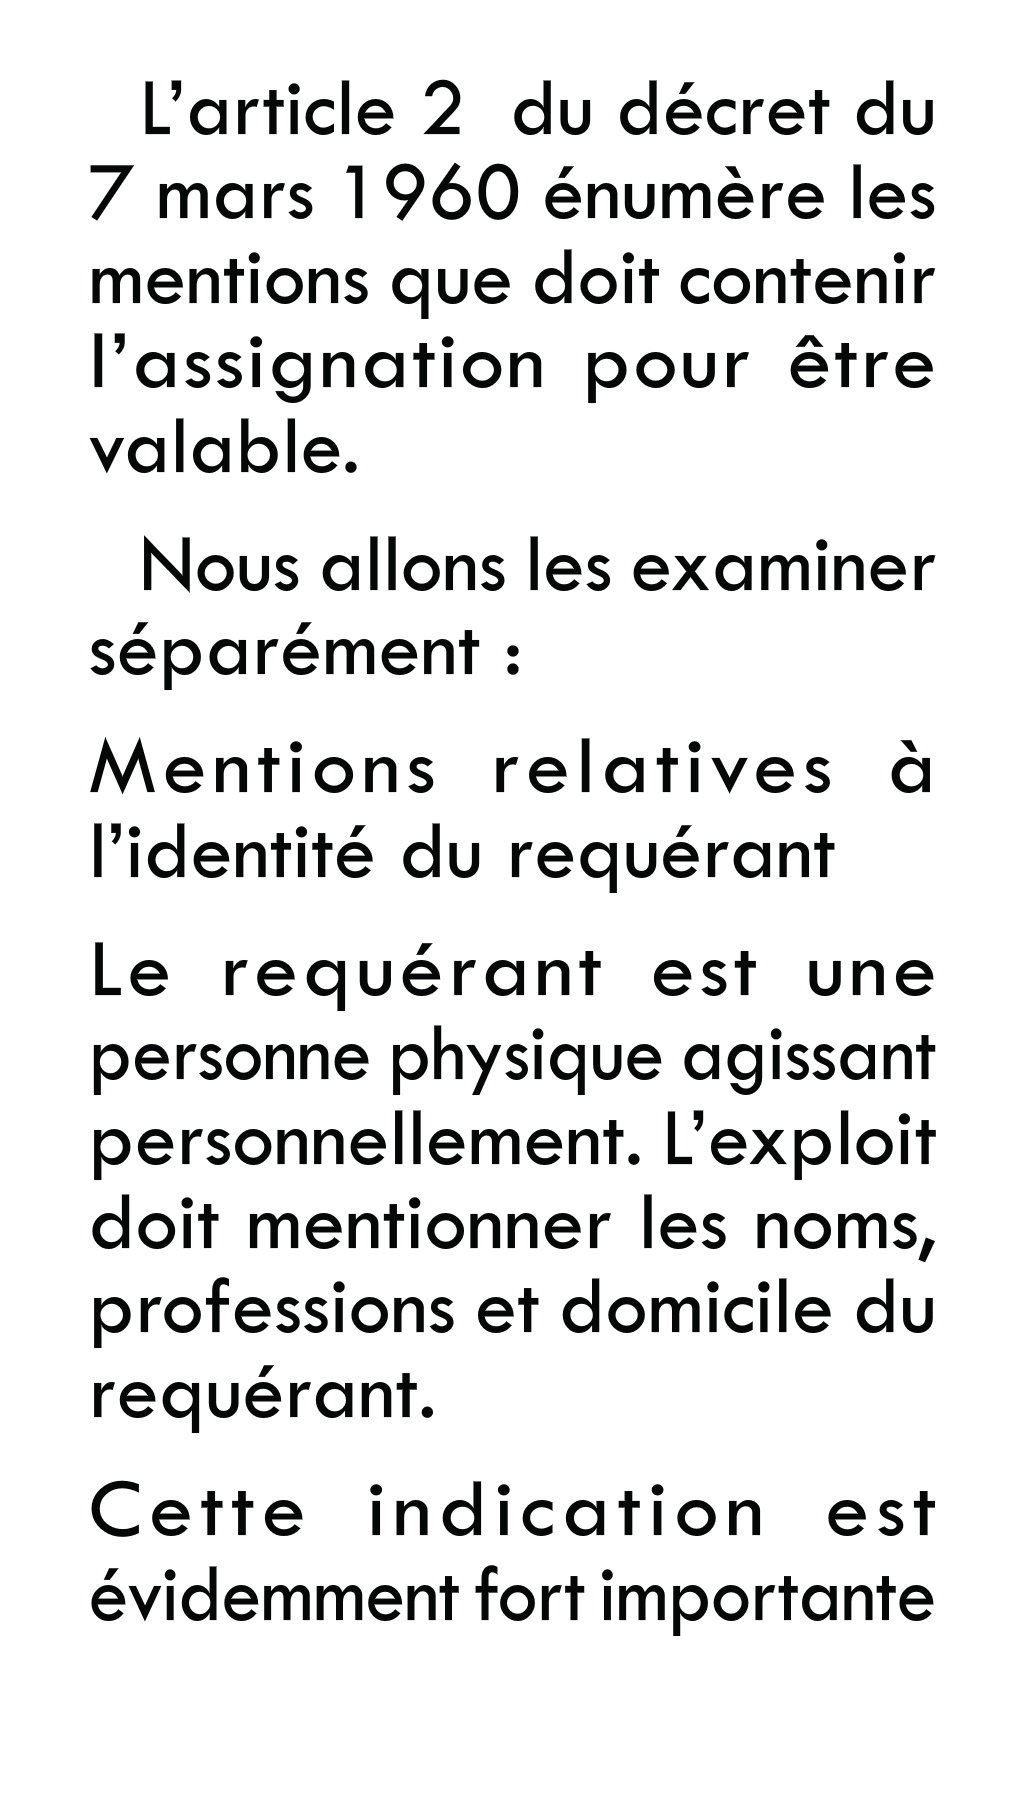 L’article 2 du décret du
7 mars 1960 énumère les
mentions que doit contenir
l’assignation pour être
valable.
Nous allons les examiner
séparément :
Mentions relatives à
l’identité du requérant
Le requérant est une
personne physique agissant
personnellement. L’exploit
doit mentionner les noms,
professions et domicile du
requérant.
Cette indication est
évidemment fort importante